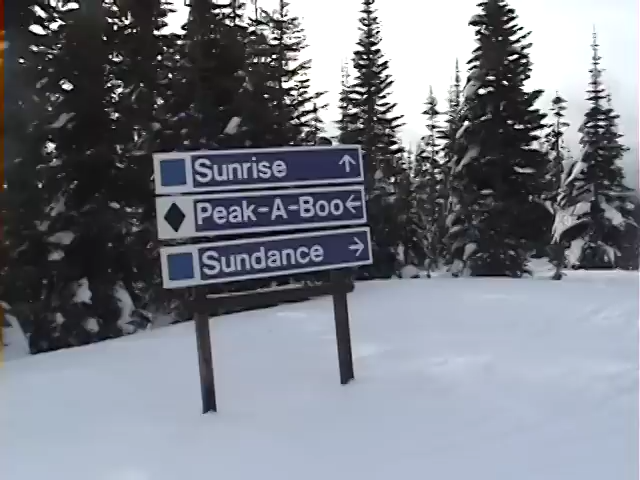 Sunrise ↑
Peak-A-Boo ←
Sundance →